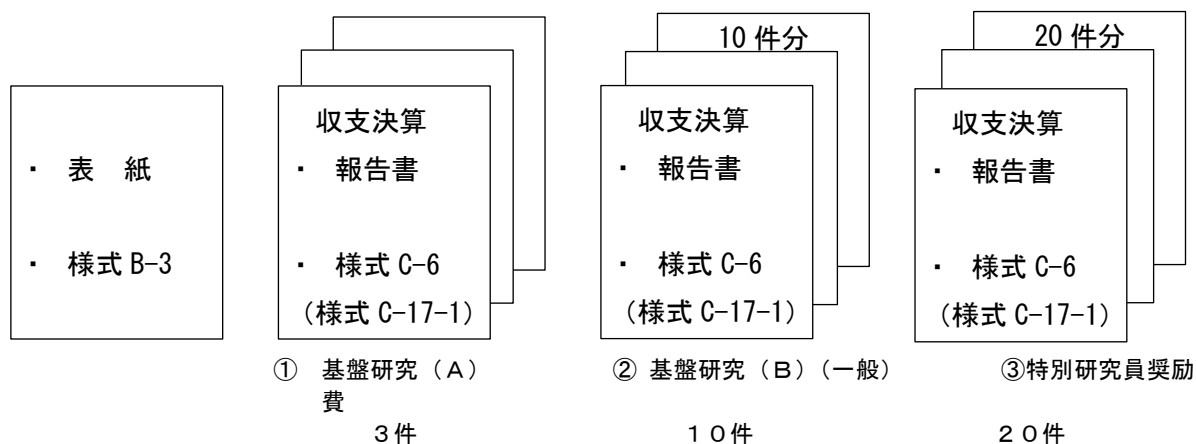 ・ 表　紙
・ 様式 B-3
収支決算
・ 報告書
・ 様式 C-6
（様式 C-17-1）
10 件分
収支決算
・ 報告書
・ 様式 C-6
（様式 C-17-1）
20 件分
収支決算
・ 報告書
・ 様式 C-6
（様式 C-17-1）
① 基盤研究（Ａ） ② 基盤研究（Ｂ）（一般） ③特別研究員奨励
費
３件 １０件 ２０件